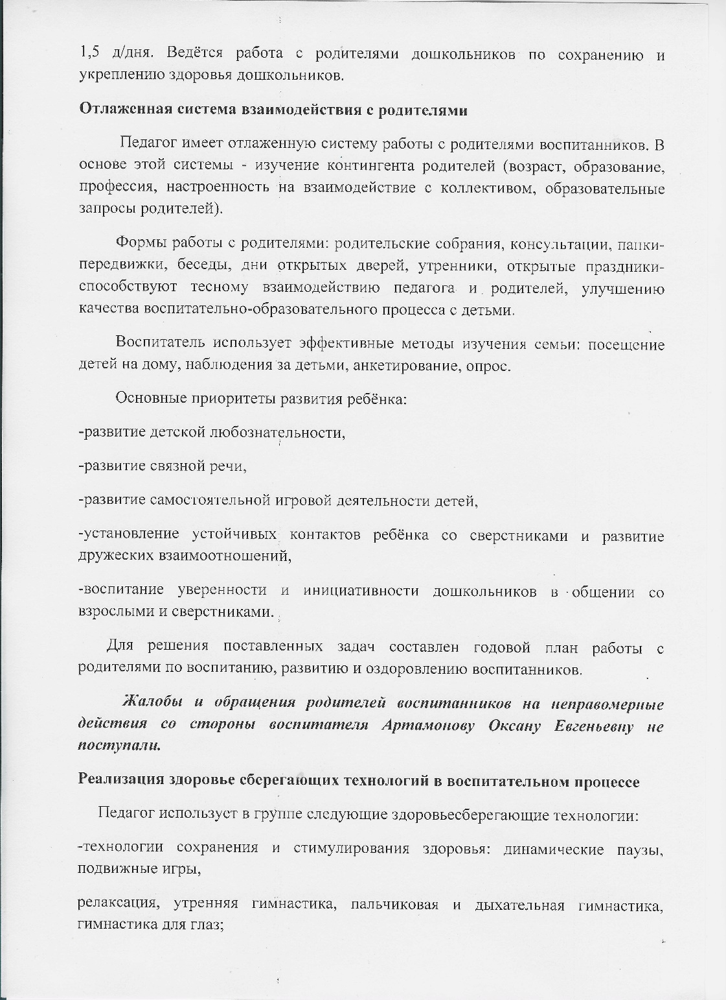 1,5 д/дня. Ведётся работа с родителями дошкольников по сохранению и
укреплению здоровья дошкольников.
Отлаженная система взаимодействия с родителями
Педагог имеет отлаженную систему работы с родителями воспитанников. В
основе этой системы - изучение контингента родителей (возраст, образование,
профессия, настроенность на взаимодействие с коллективом, образовательные
запросы родителей).
Формы работы с родителями: родительские собрания, консультации, папки-
передвижки, беседы, дни открытых дверей, утренники, открытые праздники-
способствуют тесному взаимодействию педагога и родителей, улучшению
качества воспитательно-образовательного процесса с детьми.
Воспитатель использует эффективные методы изучения семьи: посещение
детей на дому, наблюдения за детьми, анкетирование, опрос.
Основные приоритеты развития ребёнка:
-развитие детской любознательности,
-развитие связной речи,
-развитие самостоятельной игровой деятельности детей,
-установление устойчивых контактов ребёнка со сверстниками и развитие
дружеских взаимоотношений,
-воспитание уверенности и инициативности дошкольников в общении со
взрослыми и сверстниками.
Для решения поставленных задач составлен годовой план работы с
родителями по воспитанию, развитию и оздоровлению воспитанников.
Жалобы и обращения родителей воспитанников на неправомерные
действия со стороны воспитателя Артамонову Оксану Евгеньевну не
поступали.
Реализация здоровье сберегающих технологий в воспитательном процессе
Педагог использует в группе следующие здоровьесберегающие технологии:
-технологии сохранения и стимулирования здоровья: динамические паузы,
подвижные игры,
релаксация, утренняя гимнастика, пальчиковая и дыхательная гимнастика,
гимнастика для глаз;